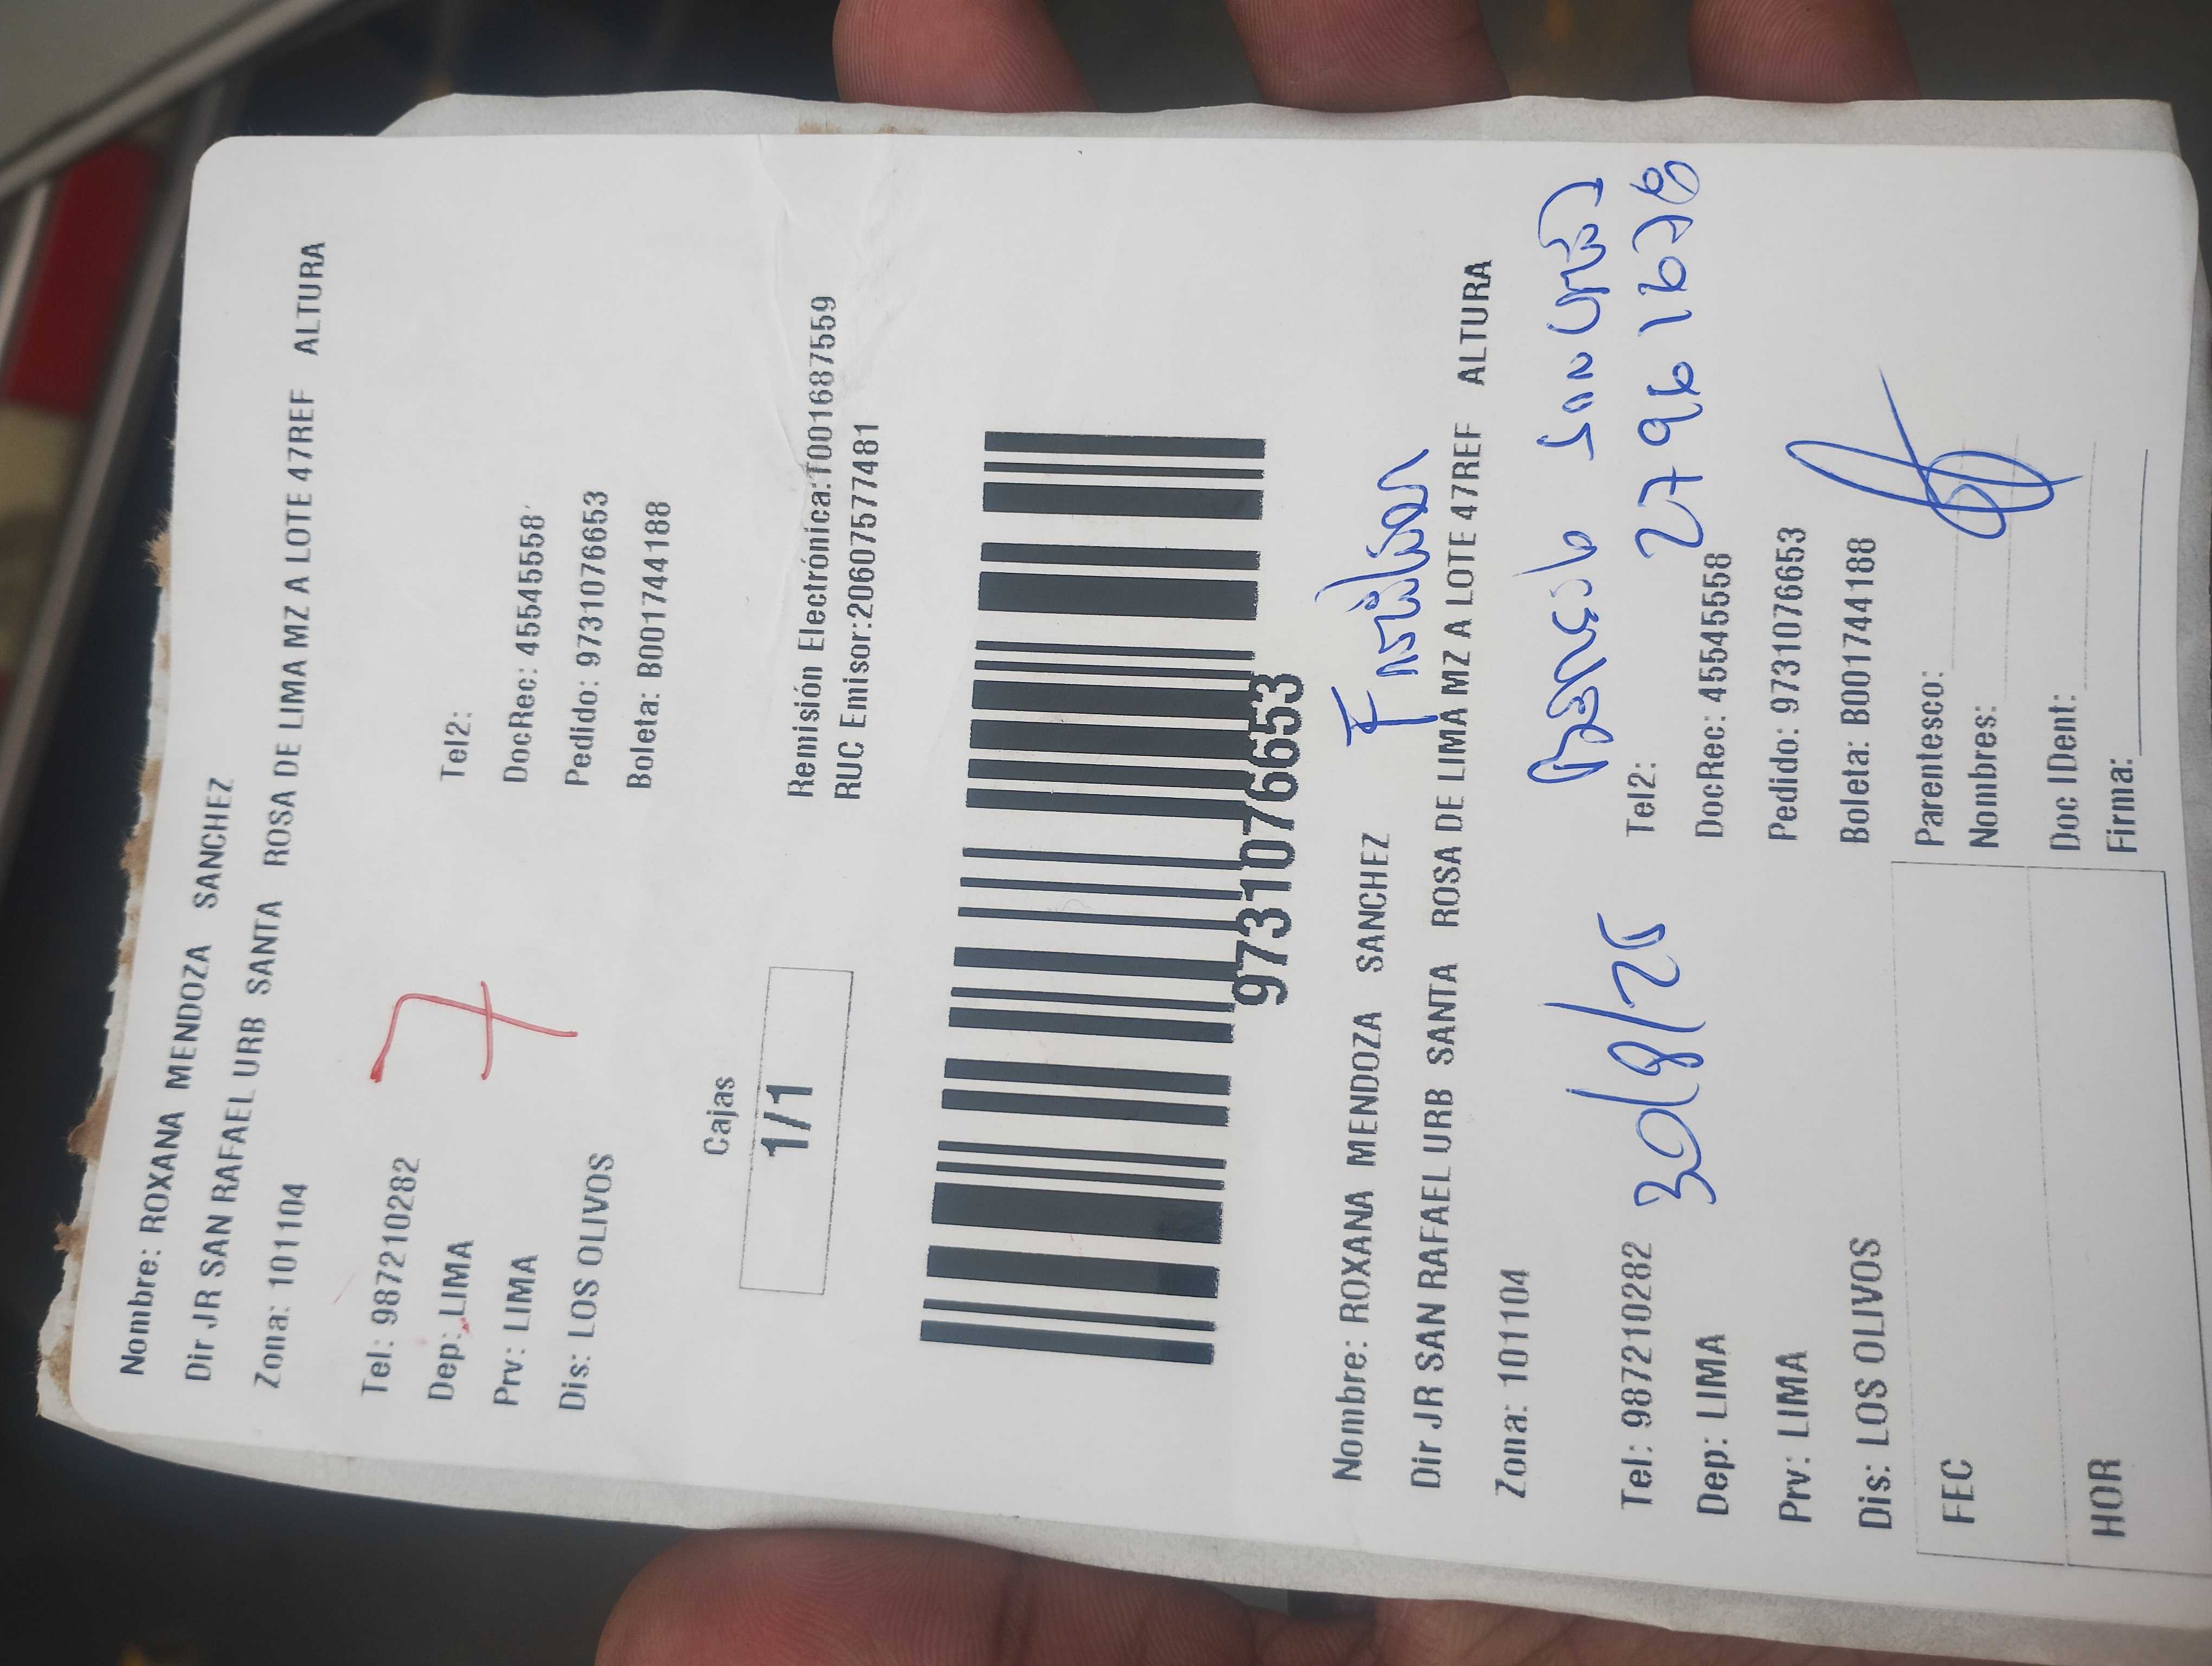 Nombre: ROXANA MENDOZA SANCHEZ
Dir JR SAN RAFAEL URB SANTA ROSA DE LIMA MZ A LOTE 47REF ALTURA
Zona: 101104
7
Tel: 987210282 Tel2:
Dep: LIMA DocRec: 45545558
Prv: LIMA Pedido: 9731076653
Dis: LOS OLIVOS Boleta: B001744188
Cajas
1/1
Remisión Electrónica:T001687559
RUC Emisor:20607577481
9731076653
Familiar
Nombre: ROXANA MENDOZA SANCHEZ
Dir JR SAN RAFAEL URB SANTA ROSA DE LIMA MZ A LOTE 47REF ALTURA
Zona: 101104
30/8/25
Tel: 987210282 Tel2:
Dep: LIMA DocRec: 45545558
Prv: LIMA Pedido: 9731076653
Dis: LOS OLIVOS Boleta: B001744188
FEC Parentesco:
Nombres:
HOR Doc IDent:
Firma: